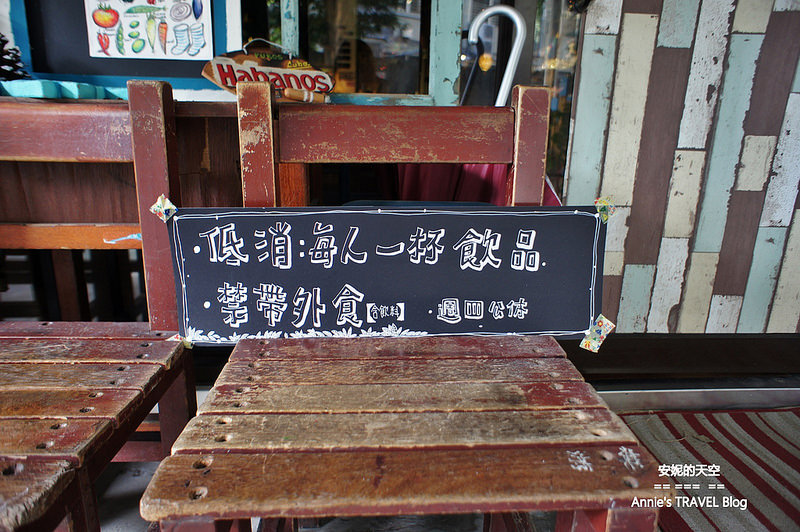 Habanos
·低消:每人一杯飲品.
·禁帶外食【含飲料】 ·週四公休
安妮的天空
== == ==
Annie's TRAVEL Blog